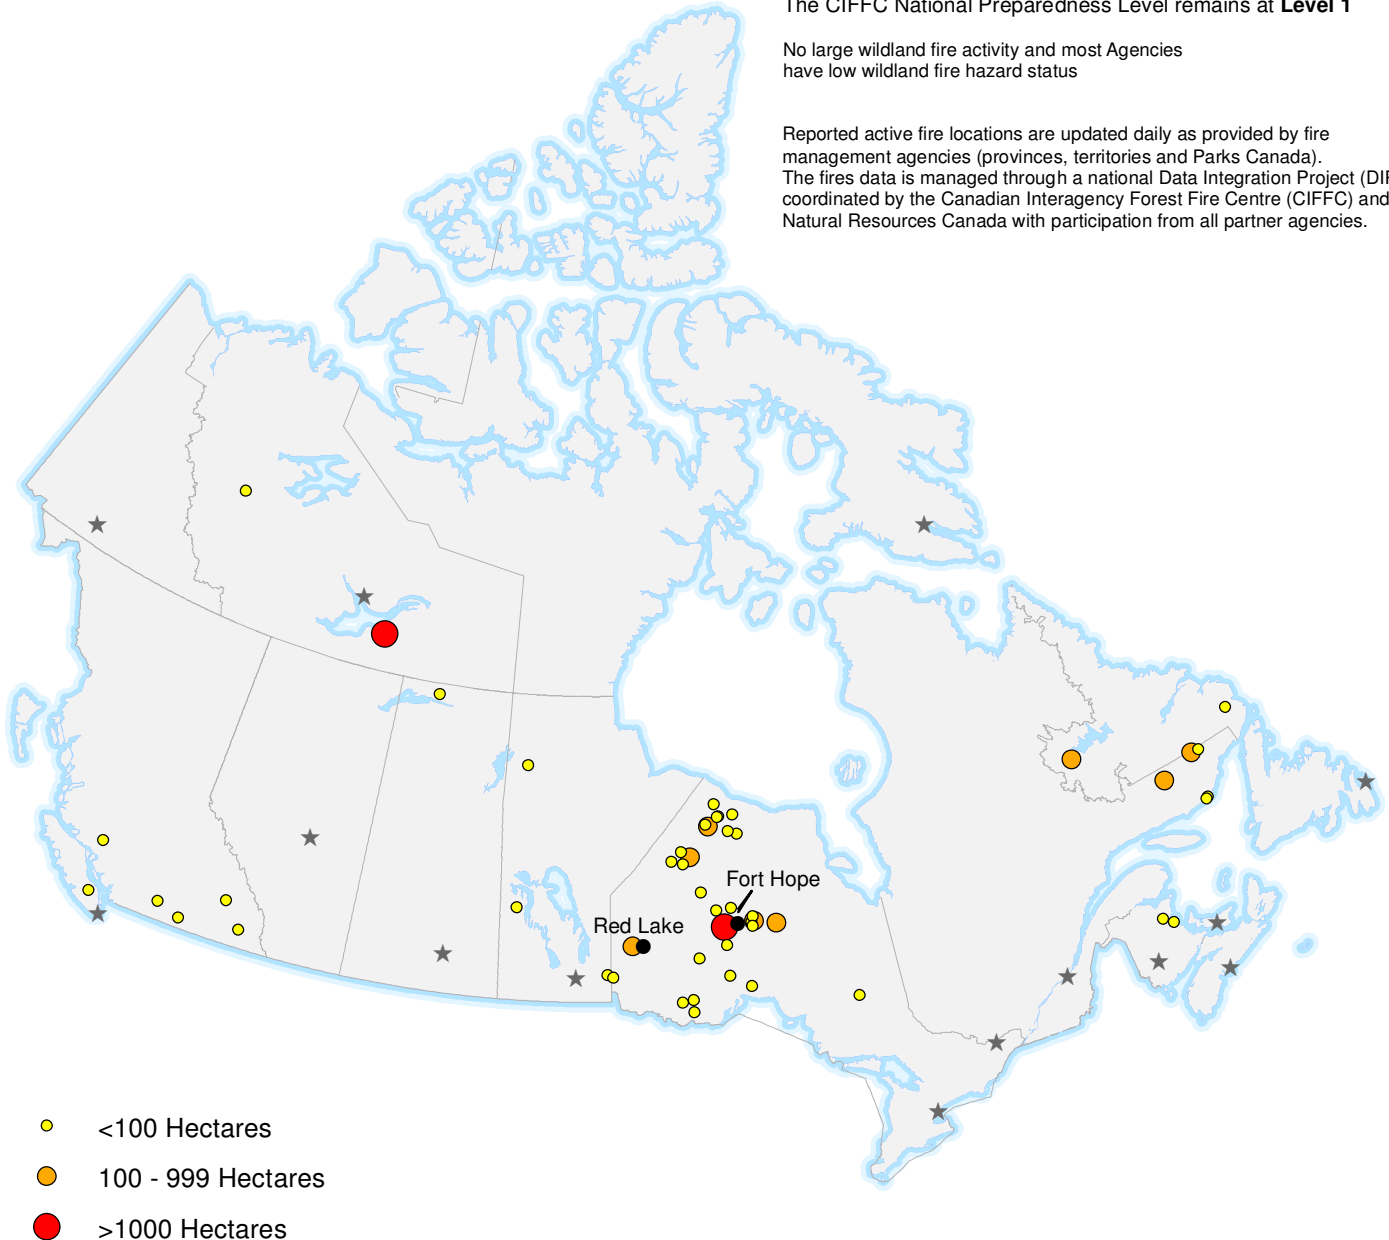 The CIFFC National Preparedness Level remains at Level 1
No large wildland fire activity and most Agencies
have low wildland fire hazard status
Reported active fire locations are updated daily as provided by fire
management agencies (provinces, territories and Parks Canada).
The fires data is managed through a national Data Integration Project (DIF
coordinated by the Canadian Interagency Forest Fire Centre (CIFFC) and
Natural Resources Canada with participation from all partner agencies.
Fort Hope
Red Lake
<100 Hectares
100 - 999 Hectares
>1000 Hectares